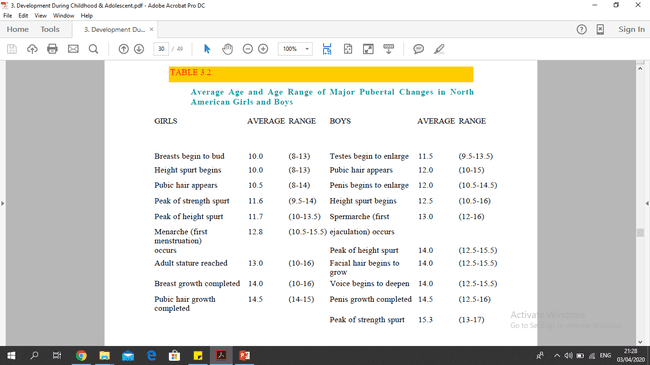 3. Development During Childhood & Adolescent.pdf - Adobe Acrobat Pro DC
File Edit View Window Help
Home Tools 3. Development Du... × Sign In
30 / 49 100%
TABLE 3.2
Average Age and Age Range of Major Pubertal Changes in North
American Girls and Boys
GIRLS AVERAGE RANGE BOYS AVERAGE RANGE
Breasts begin to bud 10.0 (8-13) Testes begin to enlarge 11.5 (9.5-13.5)
Height spurt begins 10.0 (8-13) Pubic hair appears 12.0 (10-15)
Pubic hair appears 10.5 (8-14) Penis begins to enlarge 12.0 (10.5-14.5)
Peak of strength spurt 11.6 (9.5-14) Height spurt begins 12.5 (10.5-16)
Peak of height spurt 11.7 (10-13.5) Spermarche (first 13.0 (12-16)
Menarche (first 12.8 (10.5-15.5) ejaculation) occurs
menstruation)
occurs Peak of height spurt 14.0 (12.5-15.5)
Adult stature reached 13.0 (10-16) Facial hair begins to 14.0 (12.5-15.5)
grow
Breast growth completed 14.0 (10-16) Voice begins to deepen 14.0 (12.5-15.5)
Pubic hair growth 14.5 (14-15) Penis growth completed 14.5 (12.5-16)
completed
Peak of strength spurt 15.3 (13-17)
Activate Windows
Go to Settings to activate Windows.
ENG 21:28
03/04/2020